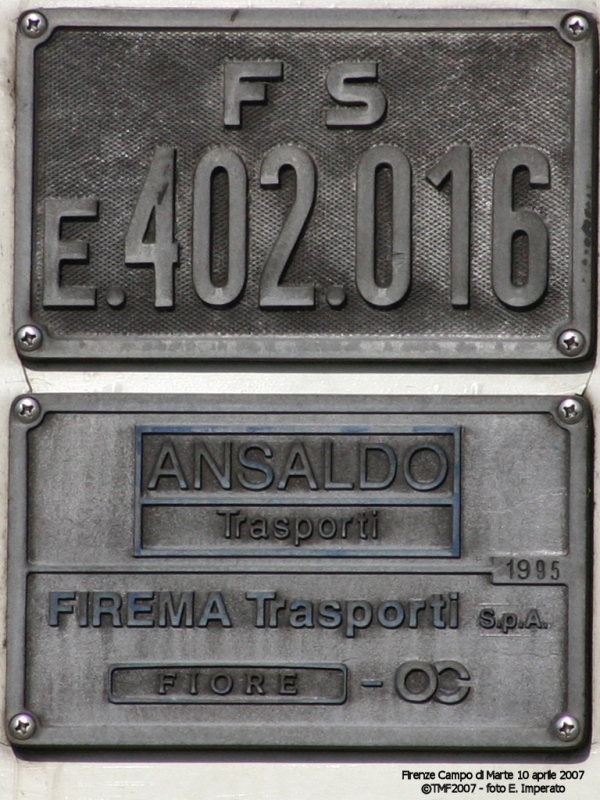 FS
E.402.016
ANSALDO
Trasporti
1995
FIREMA Trasporti S.p.A.
FIORE - OC
Firenze Campo di Marte 10 aprile 2007
©TMF2007 - foto E. Imperato